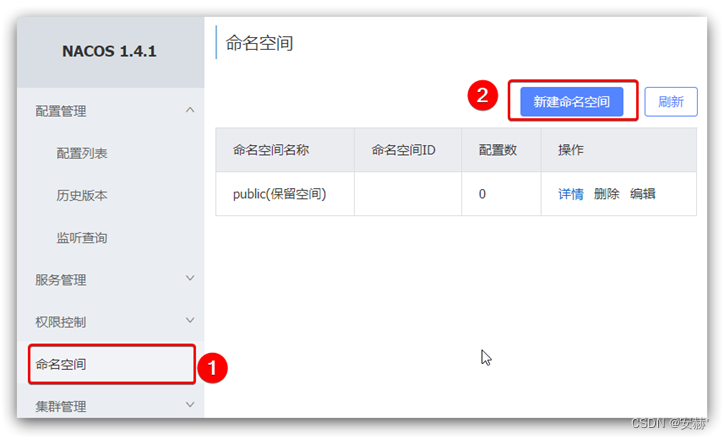 NACOS 1.4.1
配置管理
配置列表
历史版本
监听查询
服务管理
权限控制
命名空间
1
集群管理
命名空间
2
新建命名空间 刷新
命名空间名称 命名空间ID 配置数 操作
public(保留空间) 0 详情 删除 编辑
CSDN @安赫'